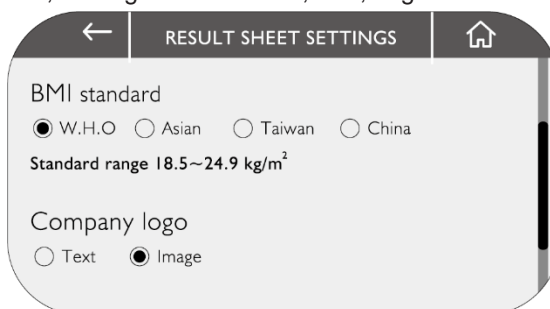 RESULT SHEET SETTINGS
BMI standard
W.H.O Asian Taiwan China
Standard range 18.5~24.9 kg/m²
Company logo
Text Image